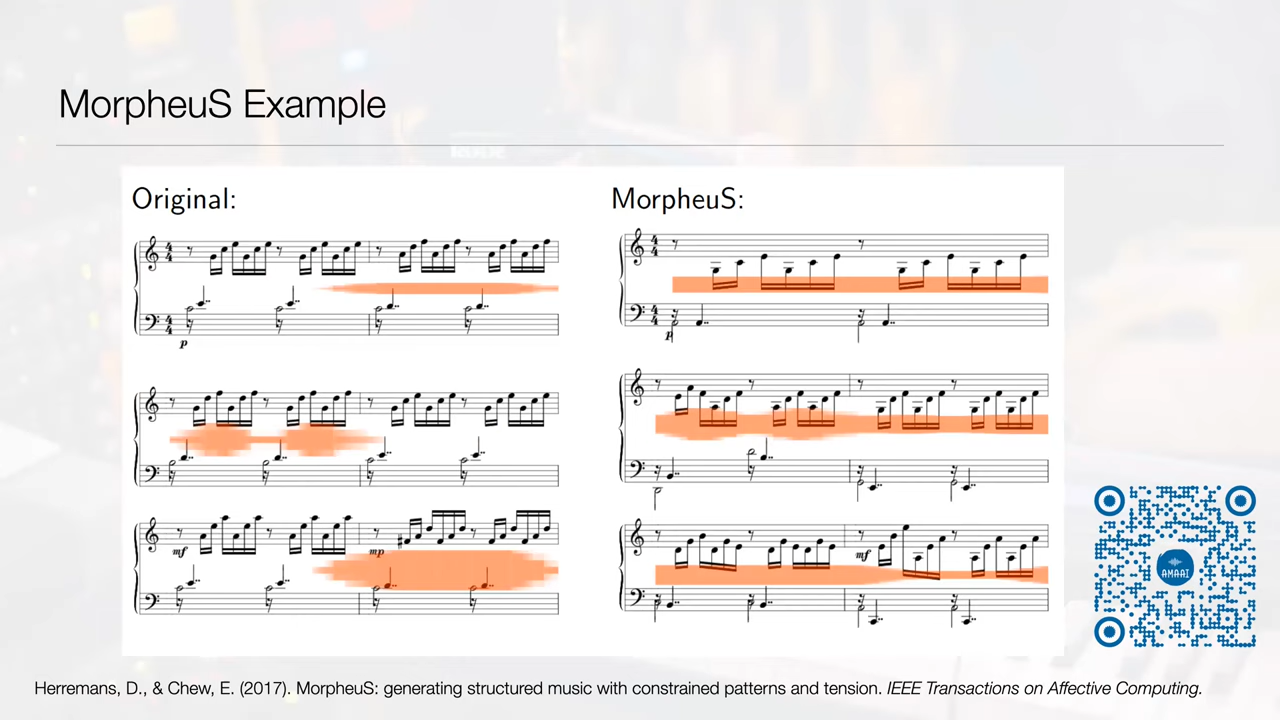 MorpheuS Example
Original:
MorpheuS:
p
p
mf
mp
mf
AMAAI
Herremans, D., & Chew, E. (2017). MorpheuS: generating structured music with constrained patterns and tension. IEEE Transactions on Affective Computing.